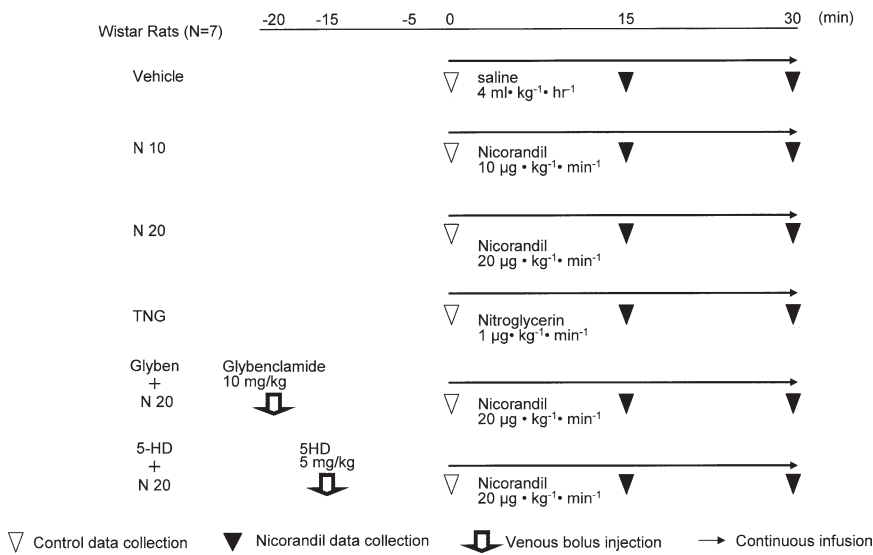 Wistar Rats (N=7) -20 -15 -5 0 15 30 (min)
Vehicle
saline
4 ml• kg⁻¹• hr⁻¹
N 10
Nicorandil
10 µg • kg⁻¹• min⁻¹
N 20
Nicorandil
20 µg • kg⁻¹• min⁻¹
TNG
Nitroglycerin
1 µg• kg⁻¹• min⁻¹
Glyben
+
N 20
Glybenclamide
10 mg/kg
Nicorandil
20 µg • kg⁻¹• min⁻¹
5-HD
+
N 20
5HD
5 mg/kg
Nicorandil
20 µg • kg⁻¹• min⁻¹
Control data collection Nicorandil data collection Venous bolus injection Continuous infusion